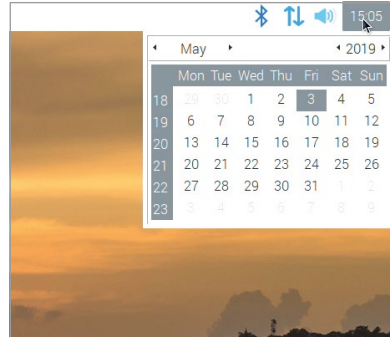 15:05
May 2019
Mon Tue Wed Thu Fri Sat Sun
18 29 30 1 2 3 4 5
19 6 7 8 9 10 11 12
20 13 14 15 16 17 18 19
21 20 21 22 23 24 25 26
22 27 28 29 30 31 1 2
23 3 4 5 6 7 8 9